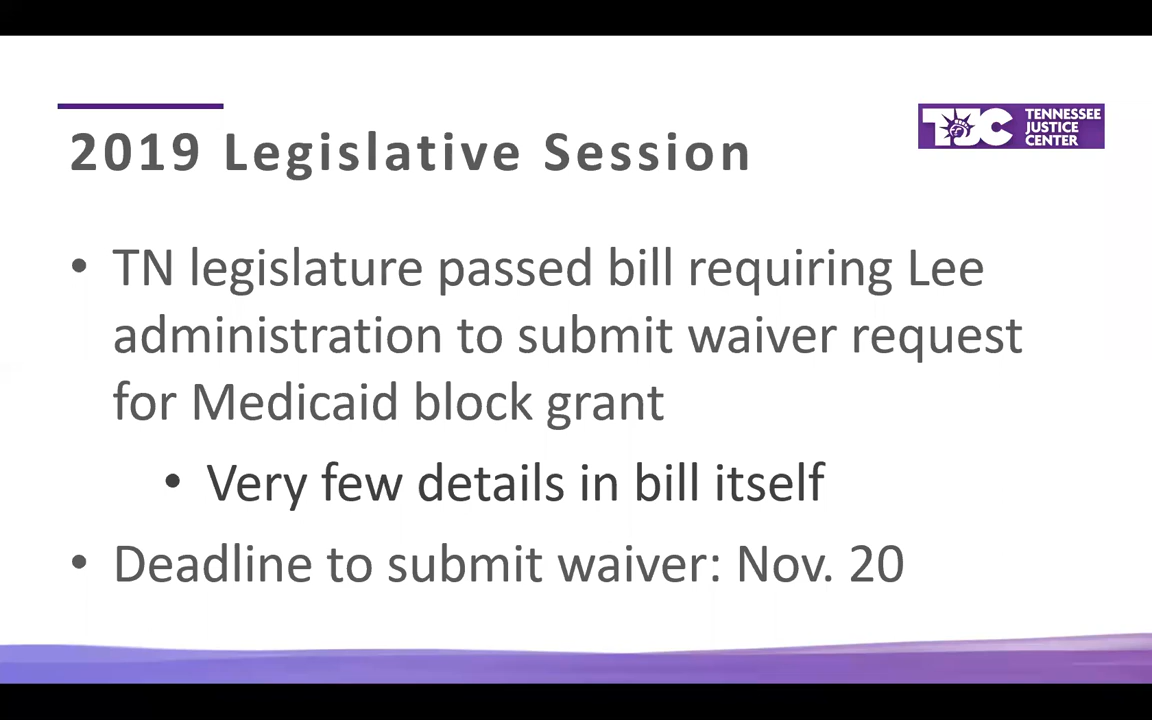 2019 Legislative Session
TJC TENNESSEE
JUSTICE
CENTER
• TN legislature passed bill requiring Lee
administration to submit waiver request
for Medicaid block grant
• Very few details in bill itself
• Deadline to submit waiver: Nov. 20